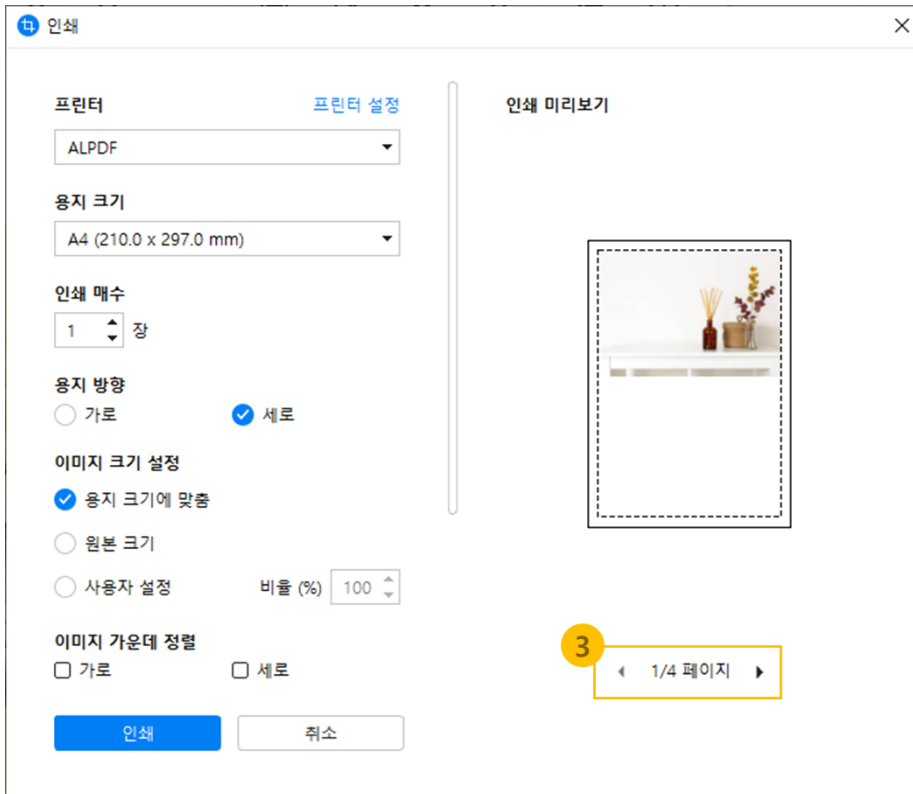 인쇄
프린터 프린터 설정
ALPDF
용지 크기
A4 (210.0 x 297.0 mm)
인쇄 매수
1 장
용지 방향
가로 세로
이미지 크기 설정
용지 크기에 맞춤
원본 크기
사용자 설정 비율 (%) 100
이미지 가운데 정렬
가로 세로
인쇄 취소
인쇄 미리보기
3
1/4 페이지